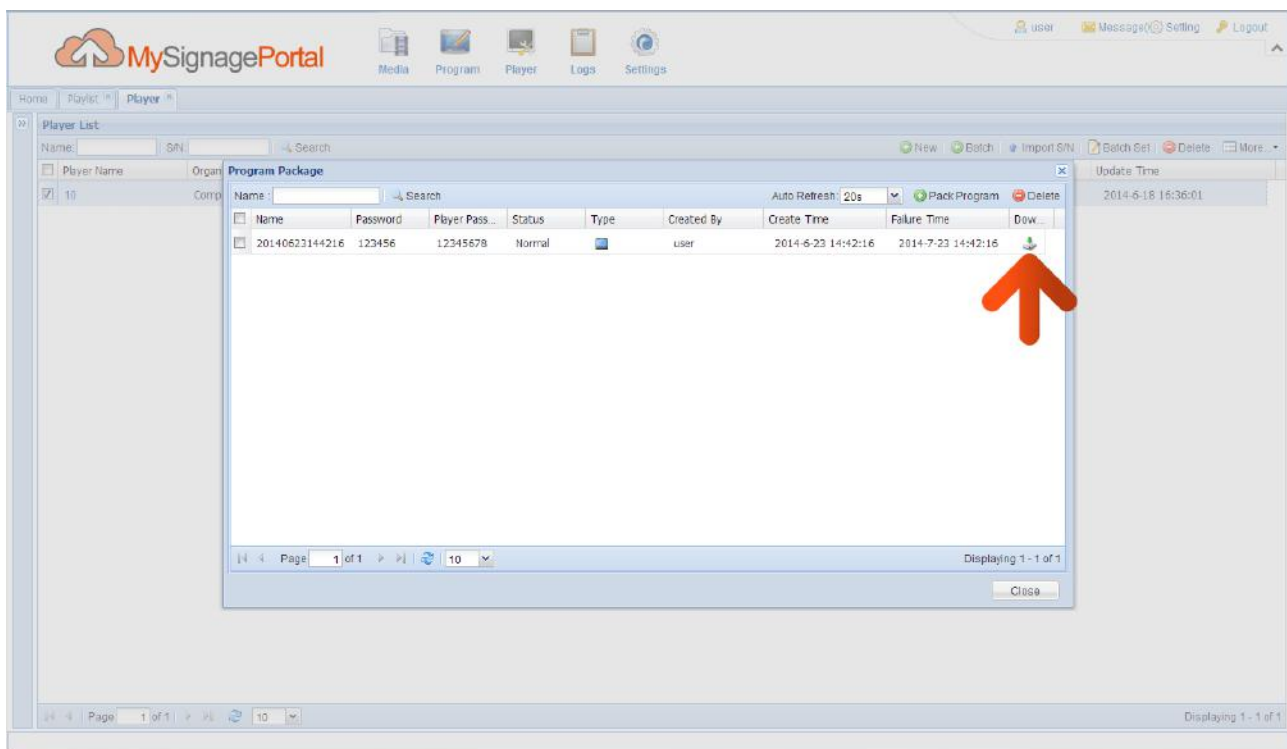 user Message(0) Setting Logout
MySignagePortal
Media Program Player Logs Settings
Home Playlist Player
Player List
Name: S/N: Search New Batch Import S/N Batch Set Delete More...
Player Name Organ Update Time
10 Comp 2014-6-18 16:36:01
Program Package
Name : Search Auto Refresh: 20s Pack Program Delete
Name Password Player Pass... Status Type Created By Create Time Failure Time Dow...
20140623144216 123456 12345678 Normal user 2014-6-23 14:42:16 2014-7-23 14:42:16
Page 1 of 1 10 Displaying 1 - 1 of 1
Close
Page 1 of 1 10 Displaying 1 - 1 of 1